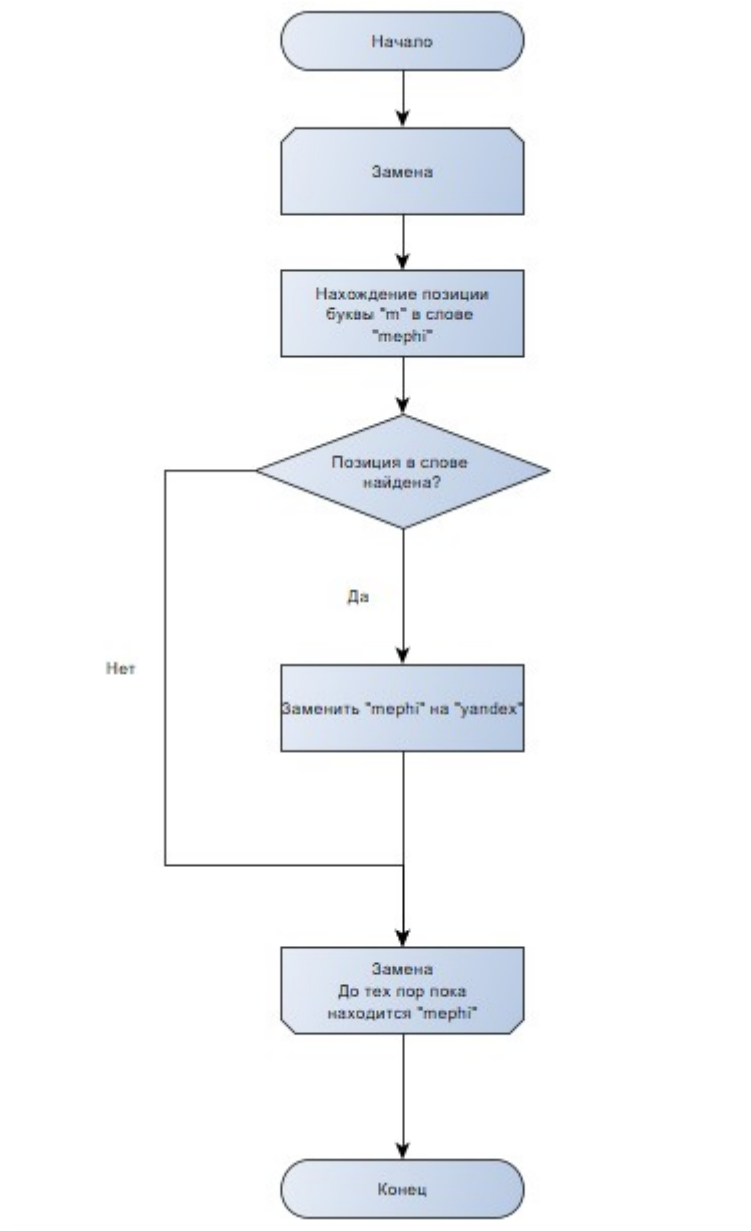 Начало
Замена
Нахождение позиции
буквы "m" в слове
"mephi"
Позиция в слове
найдена?
Да
Нет
Заменить "mephi" на "yandex"
Замена
До тех пор пока
находится "mephi"
Конец